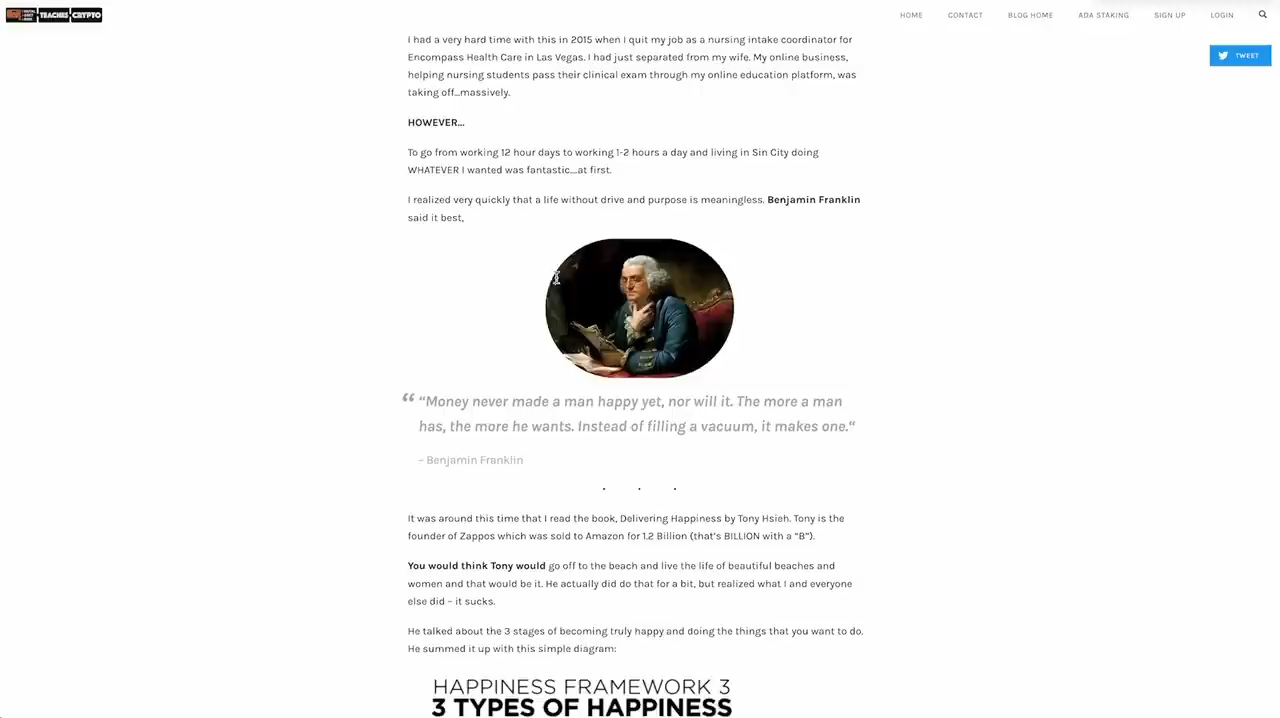 TEACHES CRYPTO
HOME CONTACT BLOG HOME ADA STAKING SIGN UP LOGIN
TWEET
I had a very hard time with this in 2015 when I quit my job as a nursing intake coordinator for
Encompass Health Care in Las Vegas. I had just separated from my wife. My online business,
helping nursing students pass their clinical exam through my online education platform, was
taking off...massively.
HOWEVER...
To go from working 12 hour days to working 1-2 hours a day and living in Sin City doing
WHATEVER I wanted was fantastic....at first.
I realized very quickly that a life without drive and purpose is meaningless. Benjamin Franklin
said it best,
“ “Money never made a man happy yet, nor will it. The more a man
has, the more he wants. Instead of filling a vacuum, it makes one.“
– Benjamin Franklin
. . .
It was around this time that I read the book, Delivering Happiness by Tony Hsieh. Tony is the
founder of Zappos which was sold to Amazon for 1.2 Billion (that’s BILLION with a “B”).
You would think Tony would go off to the beach and live the life of beautiful beaches and
women and that would be it. He actually did do that for a bit, but realized what I and everyone
else did – it sucks.
He talked about the 3 stages of becoming truly happy and doing the things that you want to do.
He summed it up with this simple diagram:
HAPPINESS FRAMEWORK 3
3 TYPES OF HAPPINESS